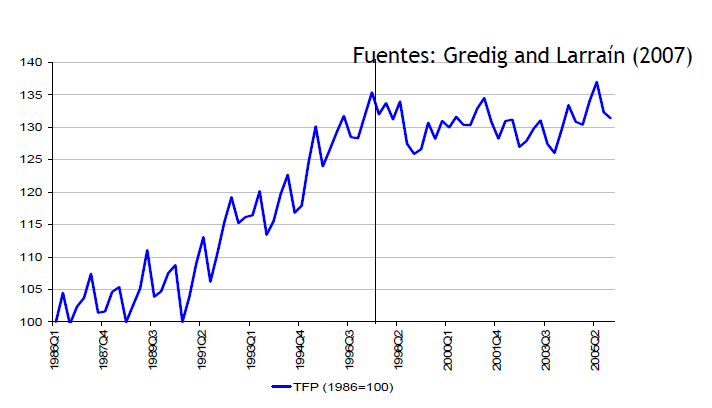 Fuentes: Gredig and Larraín (2007)
140
135
130
125
120
115
110
105
100
1986Q1
1987Q4
1989Q3
1991Q2
1993Q1
1994Q4
1996Q3
1998Q2
2000Q1
2001Q4
2003Q3
2005Q2
TFP (1986=100)